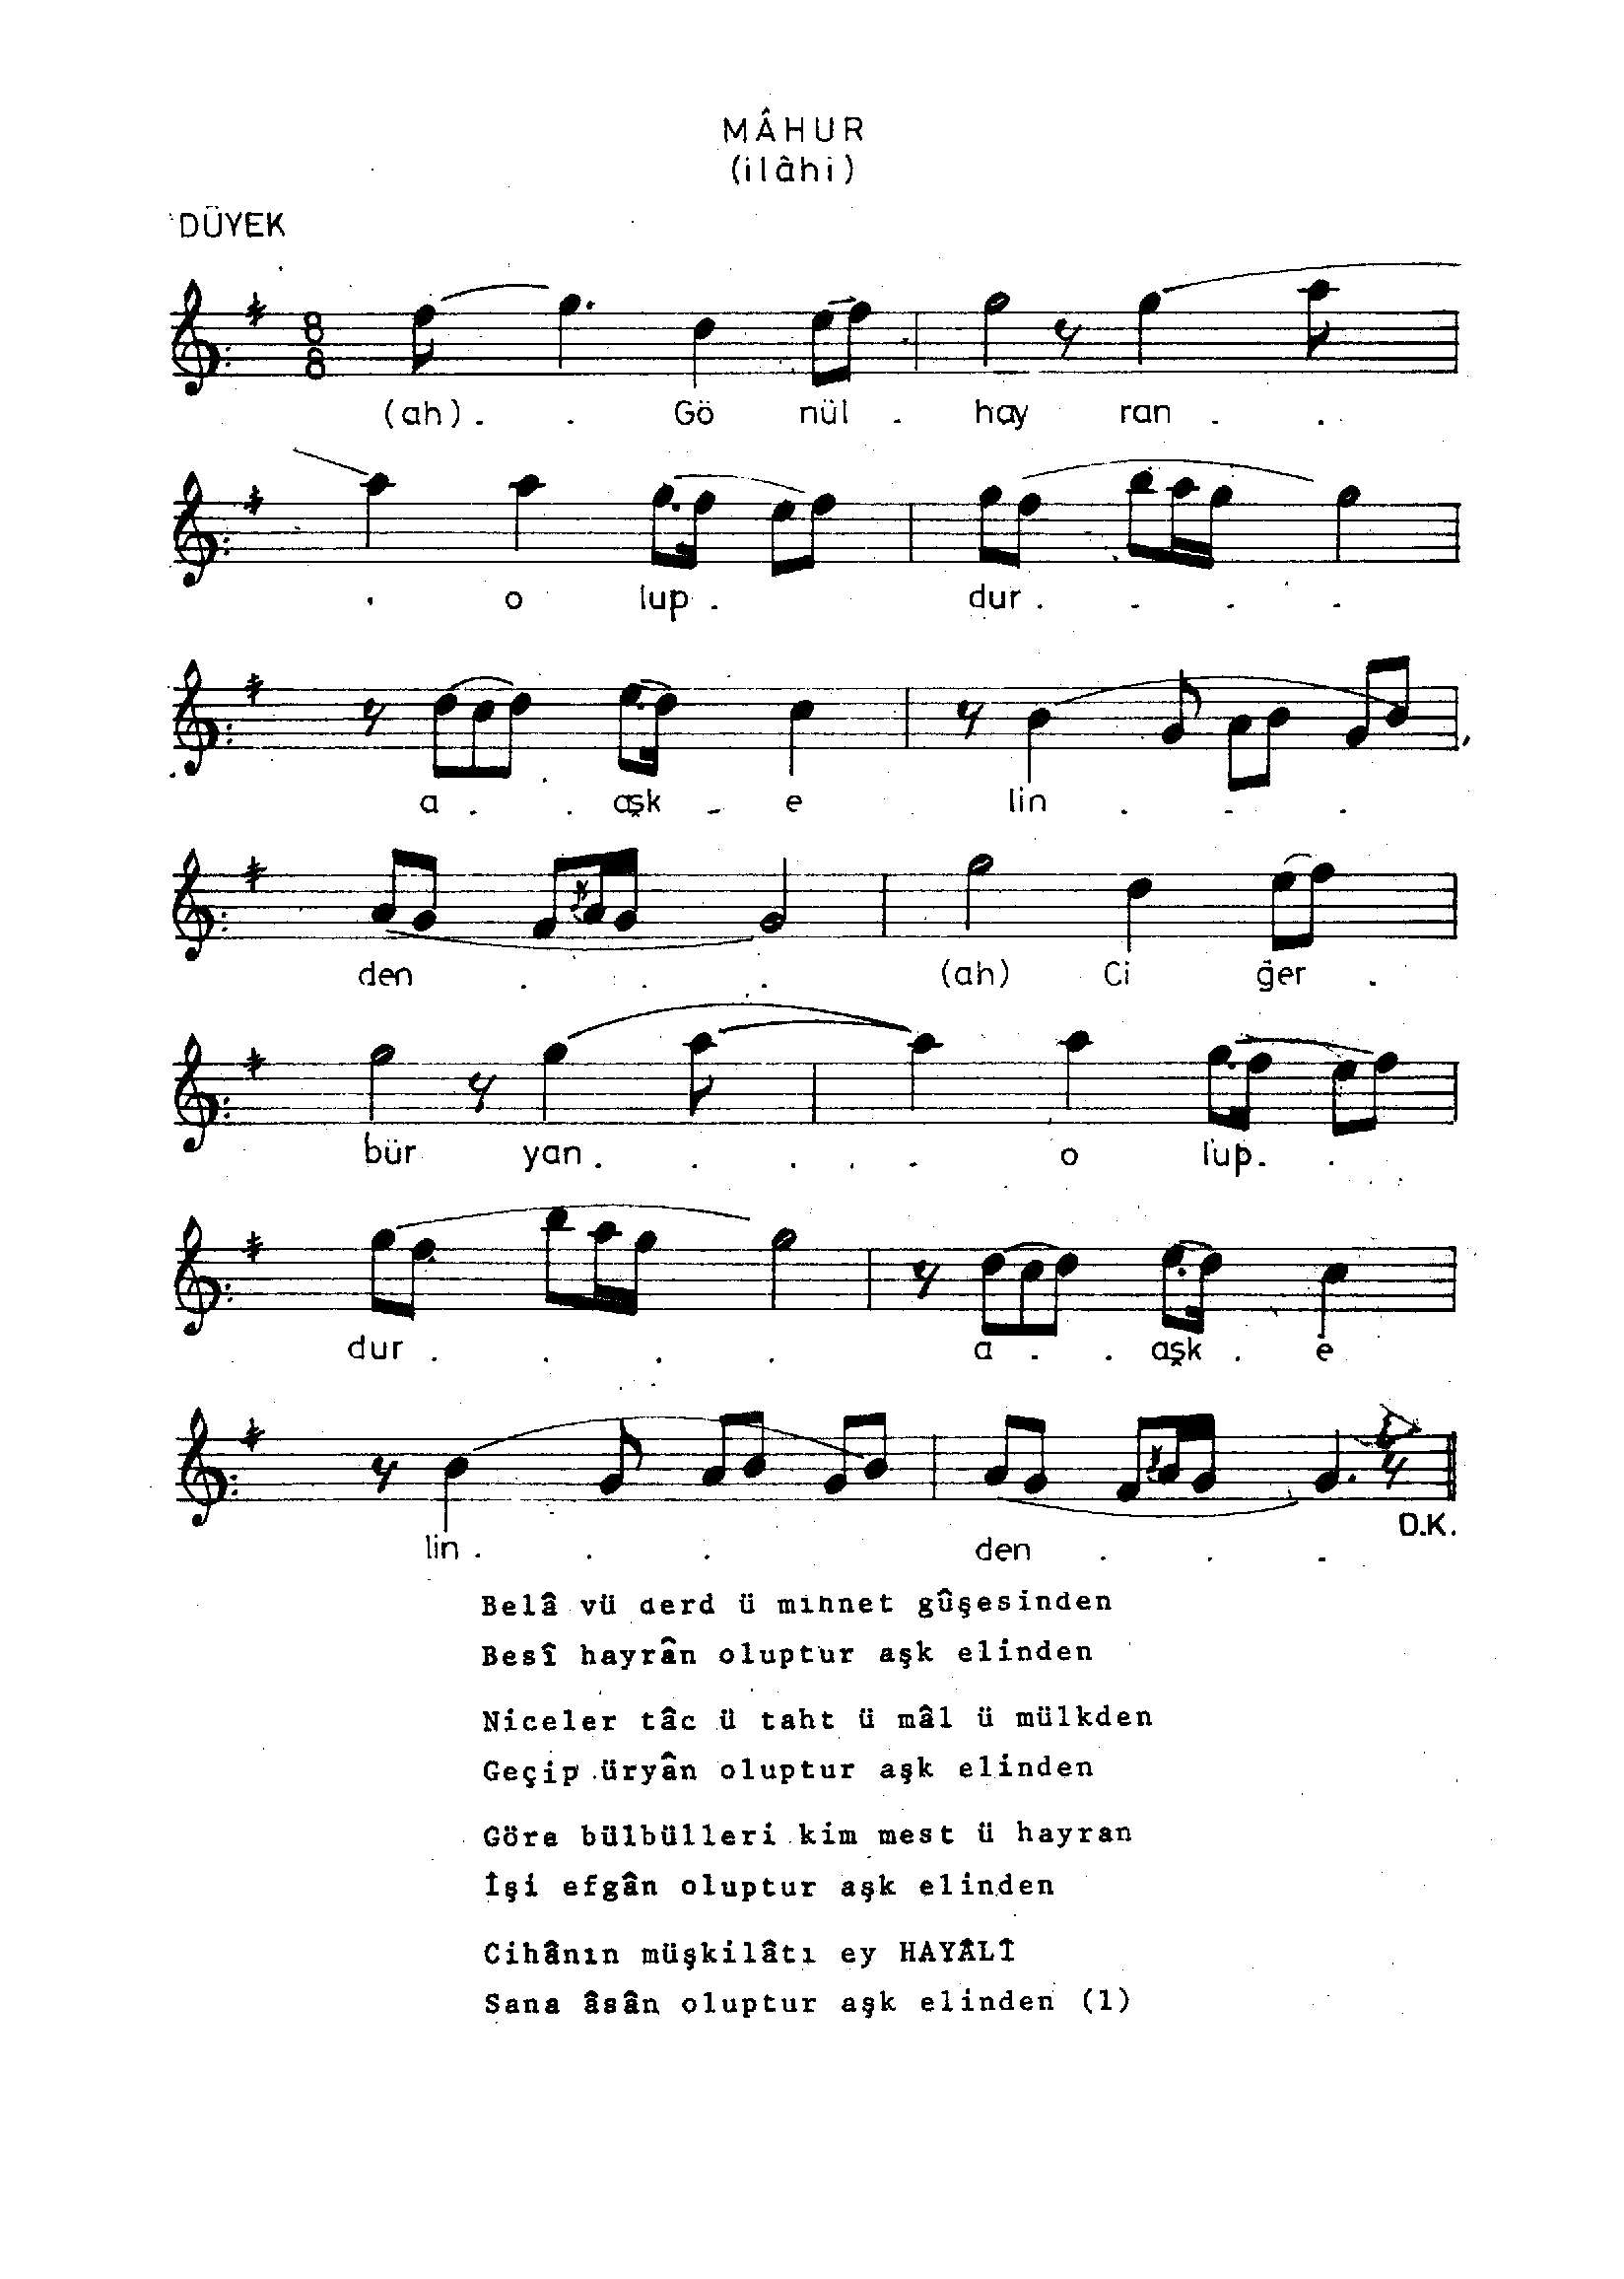 MÂHUR
(ilâhi)
DÜYEK
8
8
(ah). . Gö nül . hay ran . .
. o lup . dur . . . .
a . . aşk - e lin . . .
den . . . (ah) Ci ğer .
bür yan . . . . . o lup . .
dur . . . . a . . aşk . e
lin . . . den . . .
D.K.
Belâ vü derd ü mihnet gûşesinden
Besî hayrân oluptur aşk elinden
Niceler tâc ü taht ü mâl ü mülkden
Geçip üryân oluptur aşk elinden
Göre bülbülleri kim mest ü hayran
İşi efgân oluptur aşk elinden
Cihânın müşkilâtı ey HAYÂLÎ
Sana âsân oluptur aşk elinden (1)